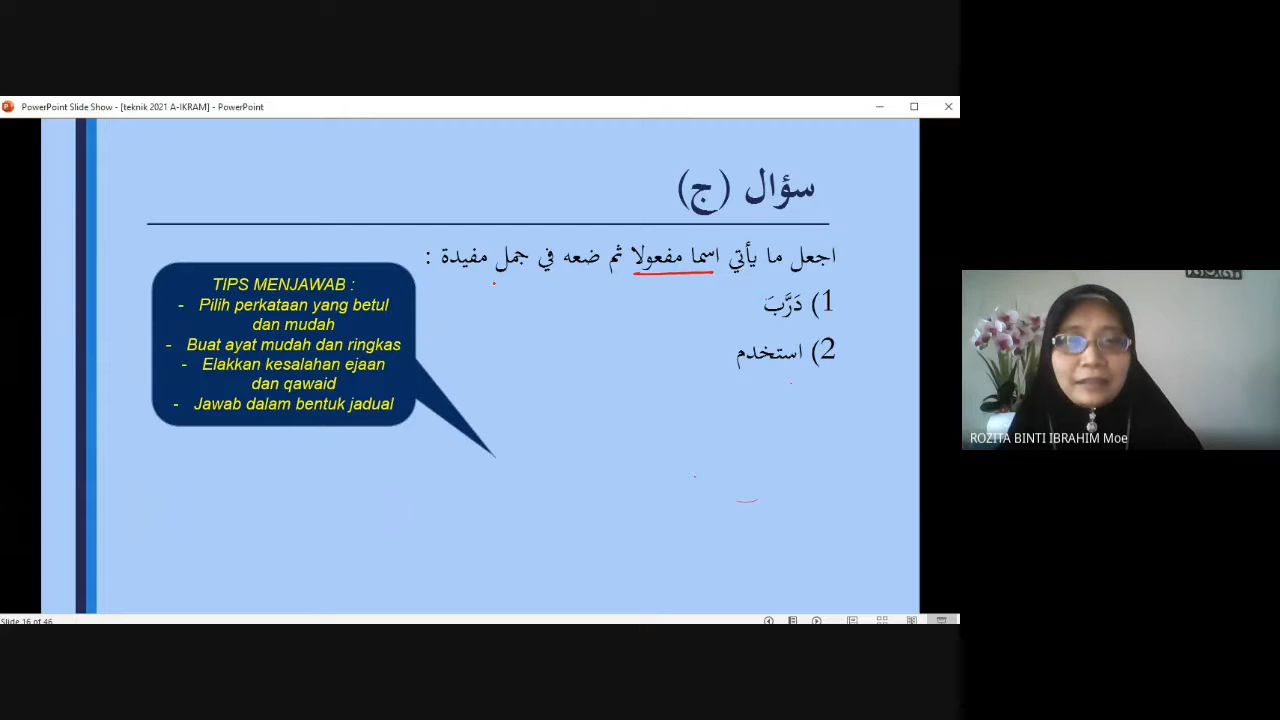 PowerPoint Slide Show - [teknik 2021 A-IKRAM] - PowerPoint
سؤال (ج)
اجعل ما يأتي اسما مفعولا ثم ضعه في جمل مفيدة :
1) دَرَّبَ
2) استخدم
TIPS MENJAWAB :
- Pilih perkataan yang betul
dan mudah
- Buat ayat mudah dan ringkas
- Elakkan kesalahan ejaan
dan qawaid
- Jawab dalam bentuk jadual
ROZITA BINTI IBRAHIM Moe
Slide 16 of 46